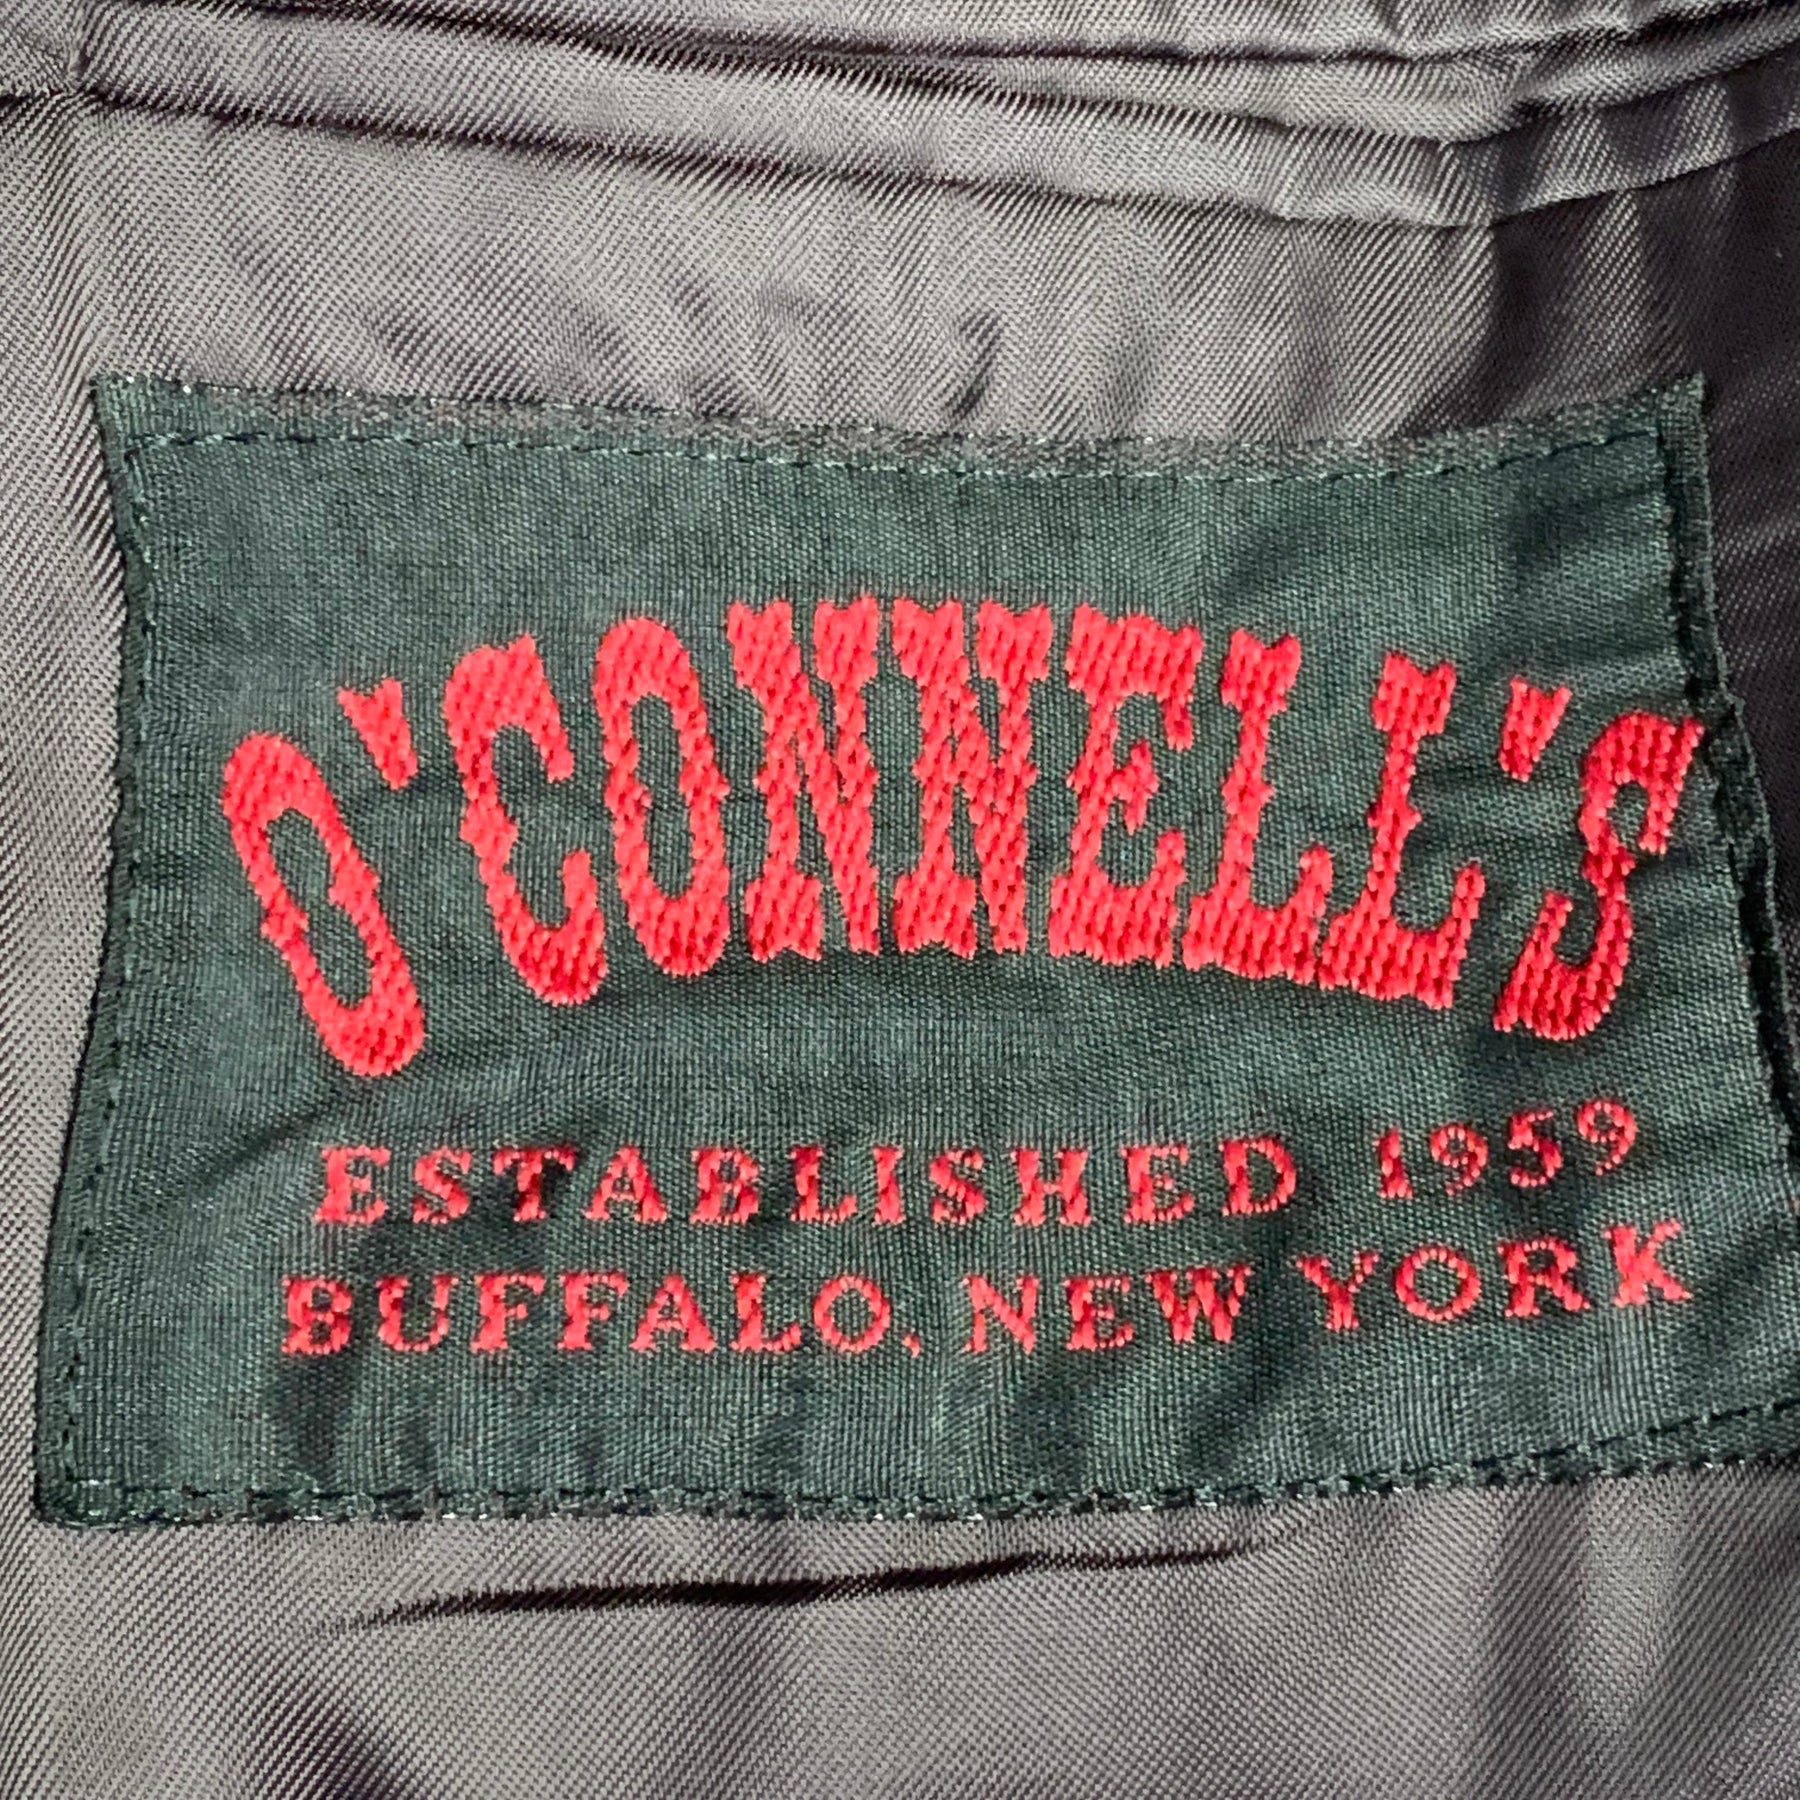 O'CONNELL'S
ESTABLISHED 1959
BUFFALO, NEW YORK